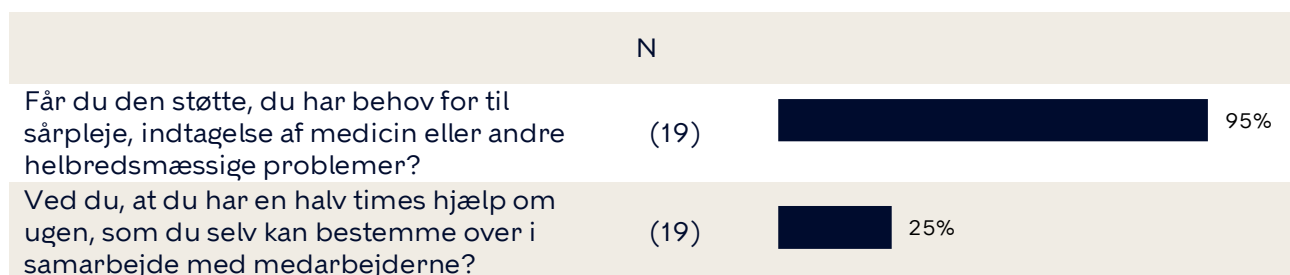 N
Får du den støtte, du har behov for til
sårpleje, indtagelse af medicin eller andre
helbredsmæssige problemer?
(19)
95%
Ved du, at du har en halv times hjælp om
ugen, som du selv kan bestemme over i
samarbejde med medarbejderne?
(19)
25%